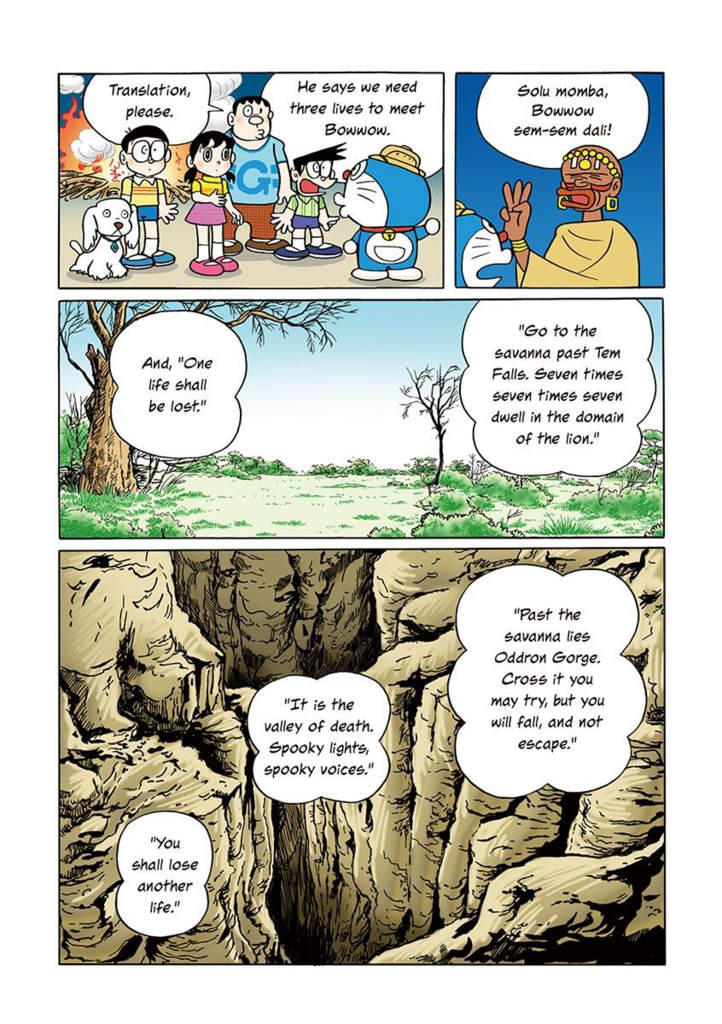 Solu momba,
Bowwow
sem-sem dali!
He says we need
three lives to meet
Bowwow.
Translation,
please.
G
"Go to the
savanna past Tem
Falls. Seven times
seven times seven
dwell in the domain
of the lion."
And, "One
life shall
be lost."
"Past the
savanna lies
Oddron Gorge.
Cross it you
may try, but you
will fall, and not
escape."
"It is the
valley of death.
Spooky lights,
spooky voices."
"You
shall lose
another
life."